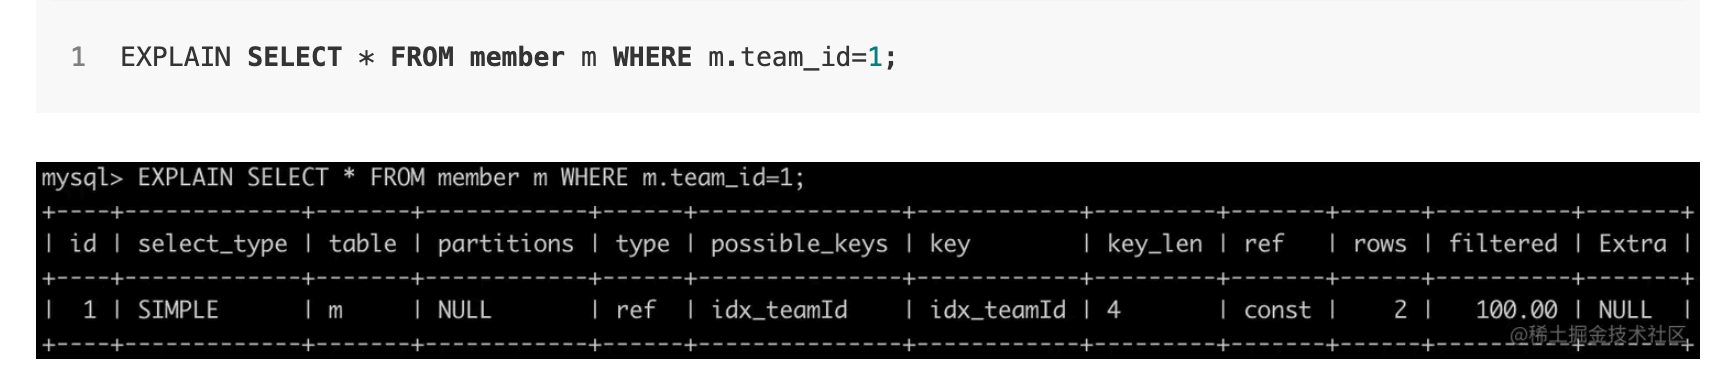 1 EXPLAIN SELECT * FROM member m WHERE m.team_id=1;
mysql> EXPLAIN SELECT * FROM member m WHERE m.team_id=1;
+----+-------------+-------+------------+------+---------------+------------+---------+-------+------+----------+-------+
| id | select_type | table | partitions | type | possible_keys | key | key_len | ref | rows | filtered | Extra |
+----+-------------+-------+------------+------+---------------+------------+---------+-------+------+----------+-------+
| 1 | SIMPLE | m | NULL | ref | idx_teamId | idx_teamId | 4 | const | 2 | 100.00 | NULL |
+----+-------------+-------+------------+------+---------------+------------+---------+-------+------+----------+-------+
@稀土掘金技术社区